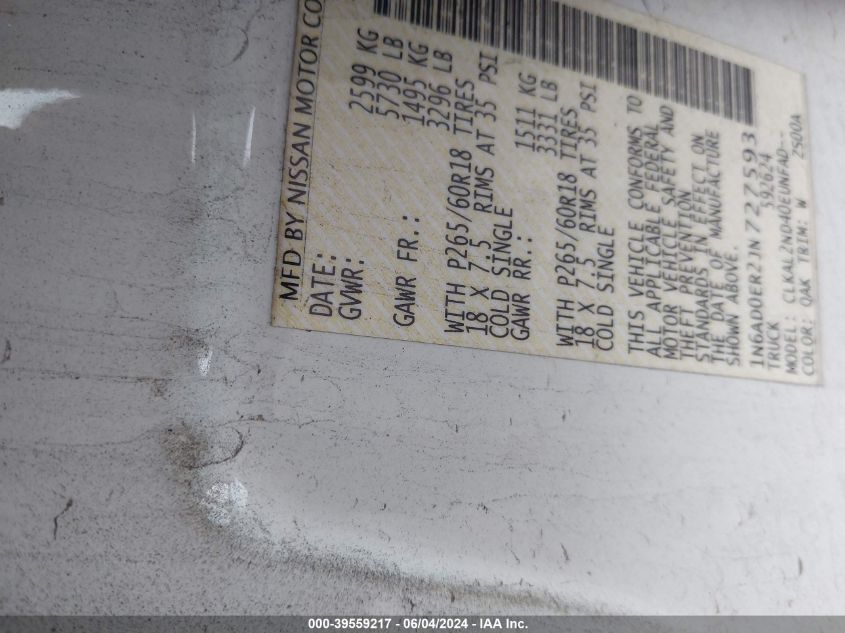 MFD BY NISSAN MOTOR CO
DATE:
GVWR: 2599 KG
5730 LB
GAWR FR.: 1495 KG
3296 LB
WITH P265/60R18 TIRES
18 X 7.5 RIMS AT 35 PSI
COLD SINGLE
GAWR RR.: 1511 KG
3331 LB
WITH P265/60R18 TIRES
18 X 7.5 RIMS AT 35 PSI
COLD SINGLE
THIS VEHICLE CONFORMS TO
ALL APPLICABLE FEDERAL
MOTOR VEHICLE SAFETY AND
THEFT PREVENTION
STANDARDS IN EFFECT ON
THE DATE OF MANUFACTURE
SHOWN ABOVE.
1N6AD0ER2JN727593
TRUCK 592624
MODEL: CLKAL2ND40EUNFAD--
COLOR: QAK TRIM: W 2S00A
000-39559217 - 06/04/2024 - IAA Inc.